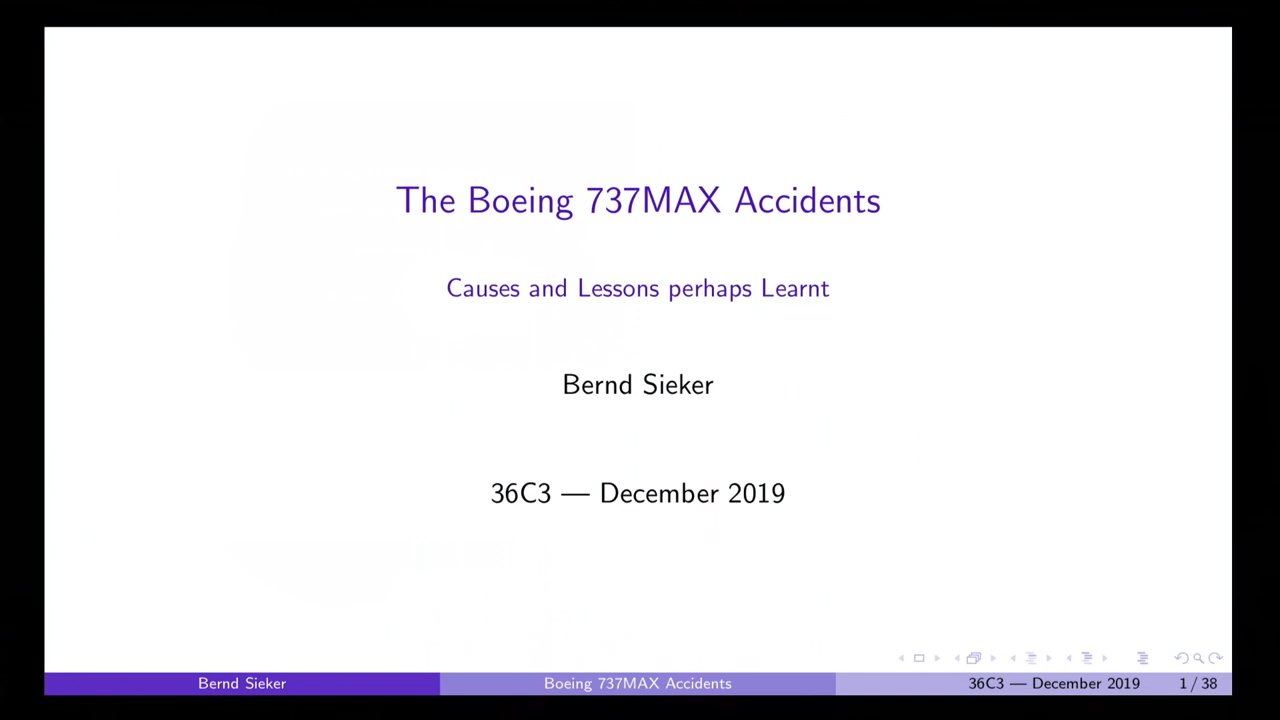 The Boeing 737MAX Accidents
Causes and Lessons perhaps Learnt
Bernd Sieker
36C3 — December 2019
Bernd Sieker
Boeing 737MAX Accidents
36C3 — December 2019
1 / 38